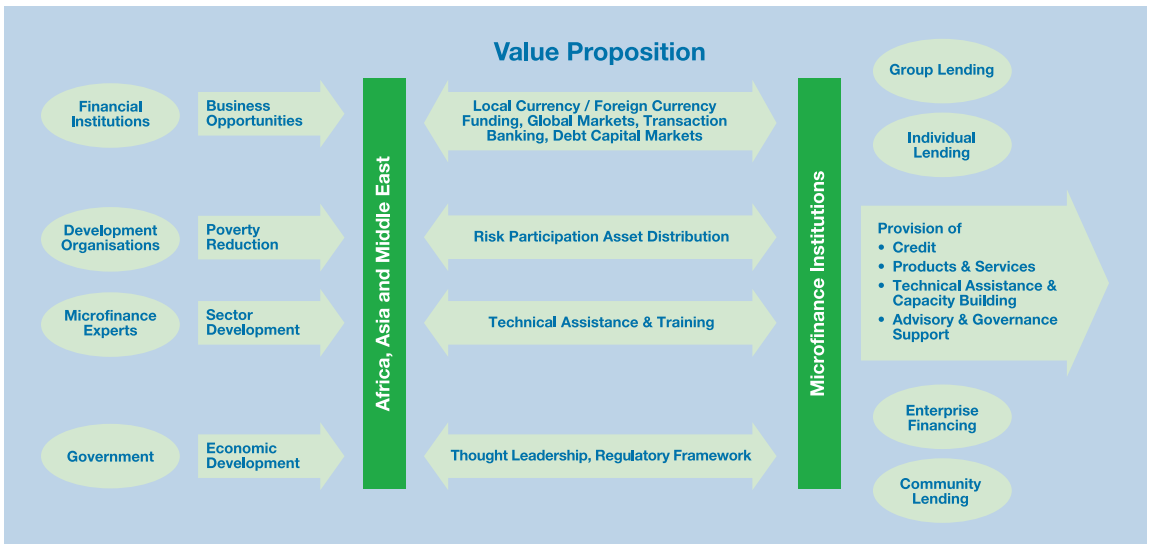 Value Proposition
Financial
Institutions
Business
Opportunities
Development
Organisations
Poverty
Reduction
Microfinance
Experts
Sector
Development
Government
Economic
Development
Africa, Asia and Middle East
Local Currency / Foreign Currency
Funding, Global Markets, Transaction
Banking, Debt Capital Markets
Risk Participation Asset Distribution
Technical Assistance & Training
Thought Leadership, Regulatory Framework
Microfinance Institutions
Group Lending
Individual
Lending
Provision of
• Credit
• Products & Services
• Technical Assistance &
Capacity Building
• Advisory & Governance
Support
Enterprise
Financing
Community
Lending